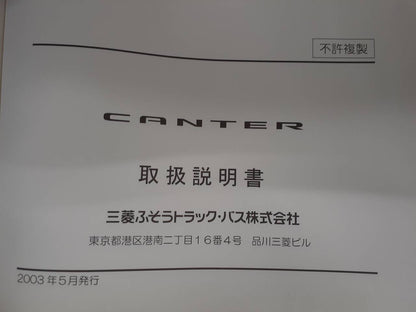 不許複製
CANTER
取扱説明書
三菱ふそうトラック・バス株式会社
東京都港区港南二丁目16番4号 品川三菱ビル
2003年5月発行